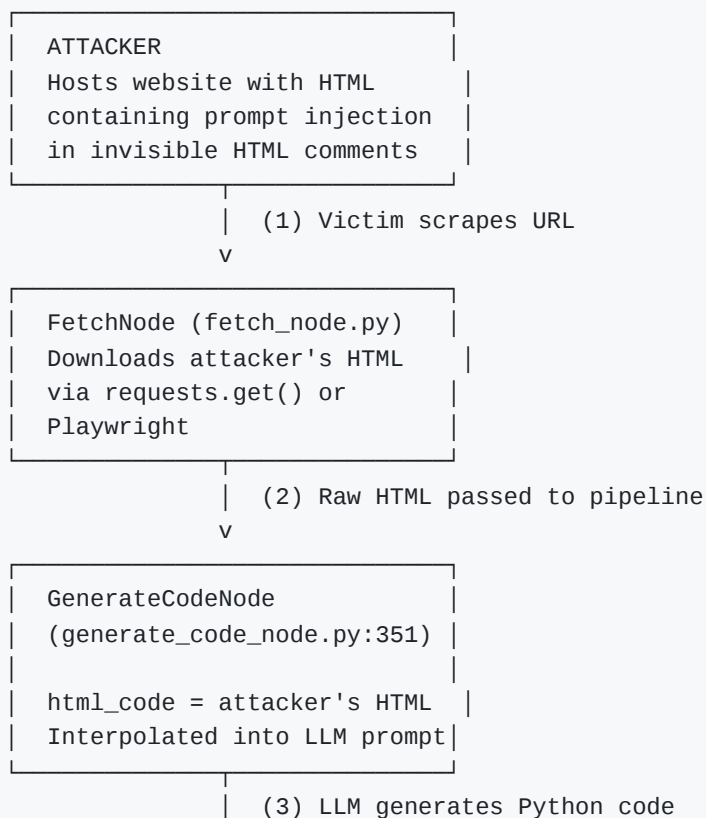 ATTACKER
Hosts website with HTML
containing prompt injection
in invisible HTML comments
(1) Victim scrapes URL
v
FetchNode (fetch_node.py)
Downloads attacker's HTML
via requests.get() or
Playwright
(2) Raw HTML passed to pipeline
v
GenerateCodeNode
(generate_code_node.py:351)
html_code = attacker's HTML
Interpolated into LLM prompt
(3) LLM generates Python code